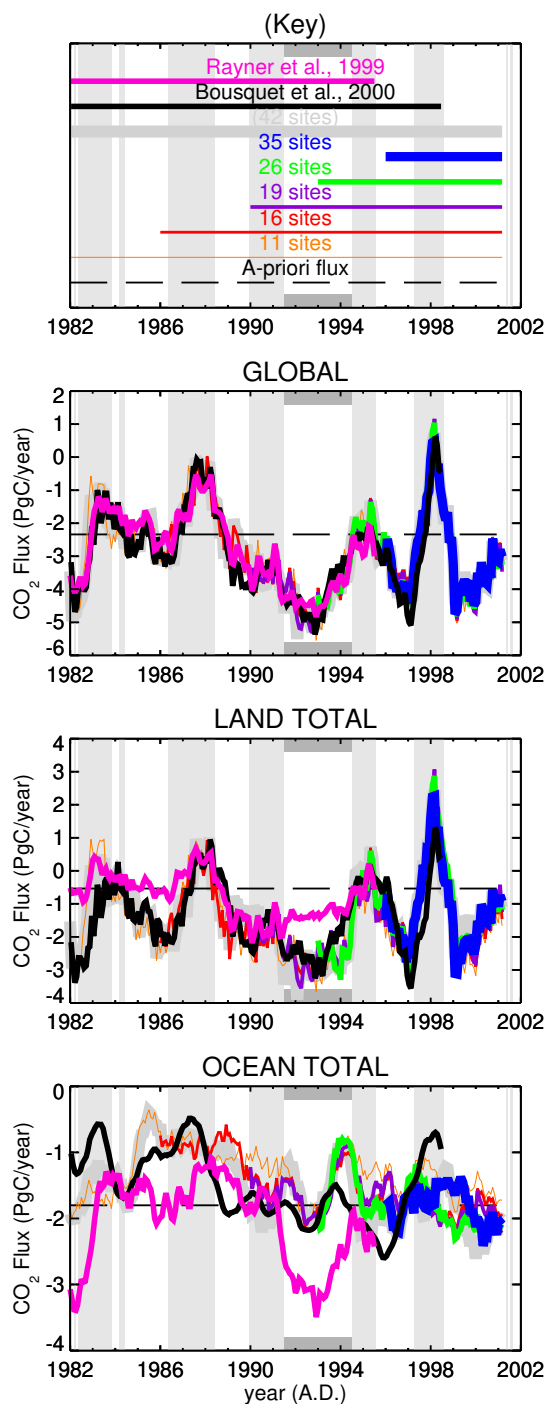 (Key)
Rayner et al., 1999
Bousquet et al., 2000
(42 sites)
35 sites
26 sites
19 sites
16 sites
11 sites
A-priori flux
1982 1986 1990 1994 1998 2002
GLOBAL
CO2 Flux (PgC/year)
2
1
0
-1
-2
-3
-4
-5
-6
1982 1986 1990 1994 1998 2002
LAND TOTAL
CO2 Flux (PgC/year)
4
3
2
1
0
-1
-2
-3
-4
1982 1986 1990 1994 1998 2002
OCEAN TOTAL
CO2 Flux (PgC/year)
0
-1
-2
-3
-4
1982 1986 1990 1994 1998 2002
year (A.D.)